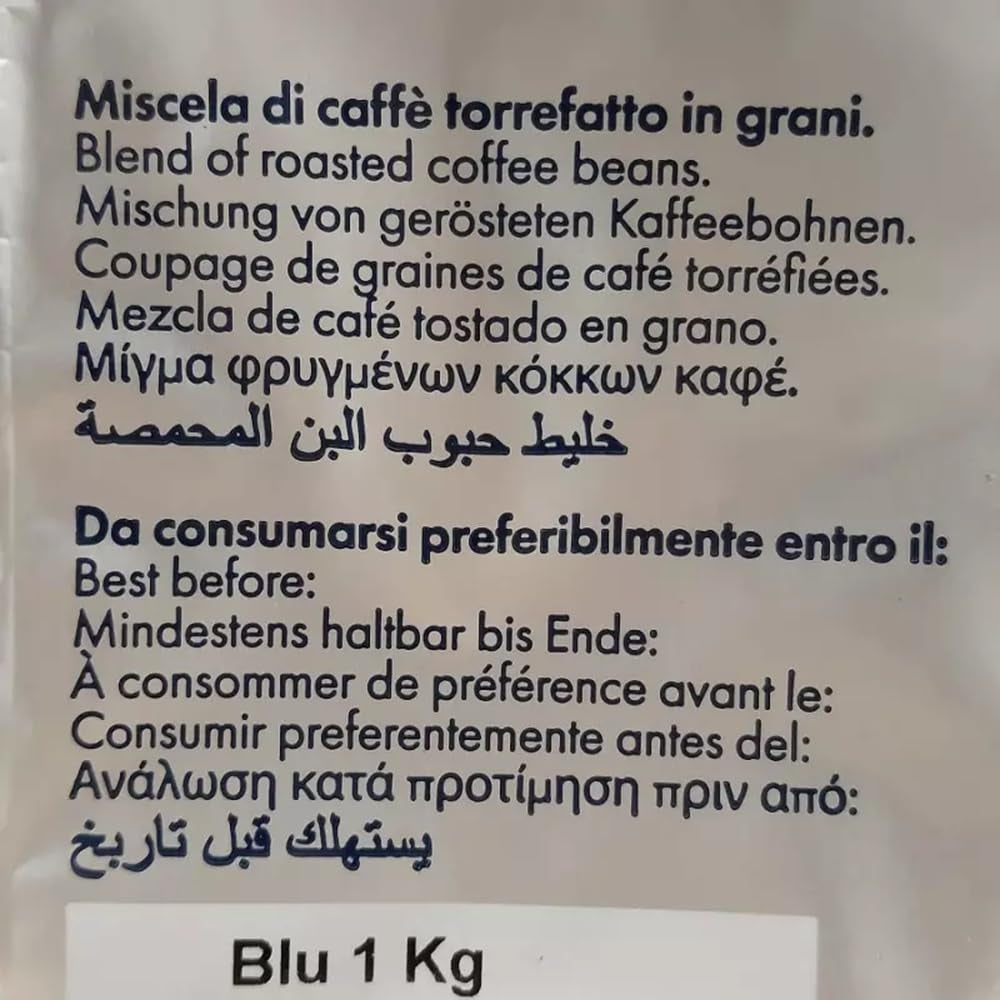 Miscela di caffè torrefatto in grani.
Blend of roasted coffee beans.
Mischung von gerösteten Kaffeebohnen.
Coupage de graines de café torréfiées.
Mezcla de café tostado en grano.
Μίγμα φρυγμένων κόκκων καφέ.
خليط حبوب البن المحمصة
Da consumarsi preferibilmente entro il:
Best before:
Mindestens haltbar bis Ende:
À consommer de préférence avant le:
Consumir preferentemente antes del:
Ανάλωση κατά προτίμηση πριν από:
يستهلك قبل تاريخ
Blu 1 Kg